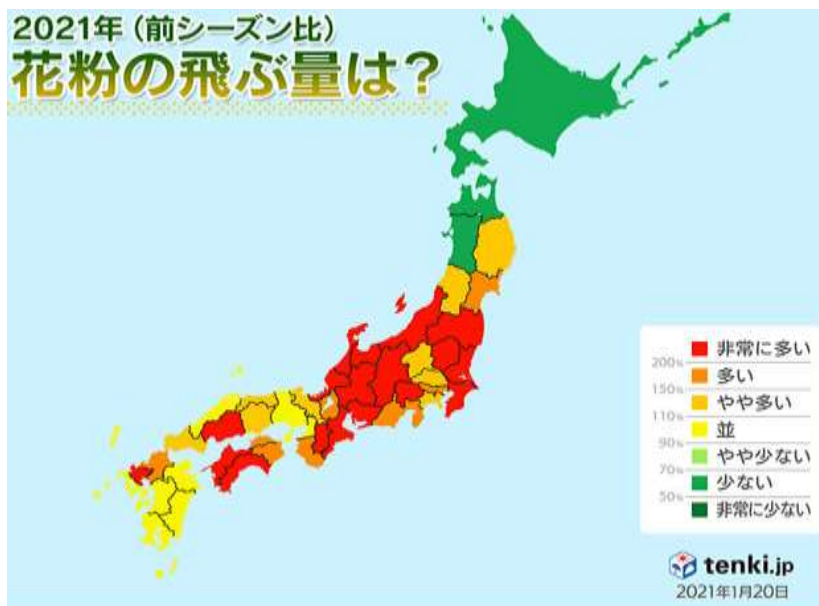 2021年(前シーズン比)
花粉の飛ぶ量は?
非常に多い
200%
多い
150%
やや多い
110%
並
90%
やや少ない
70%
少ない
50%
非常に少ない
tenki.jp
2021年1月20日